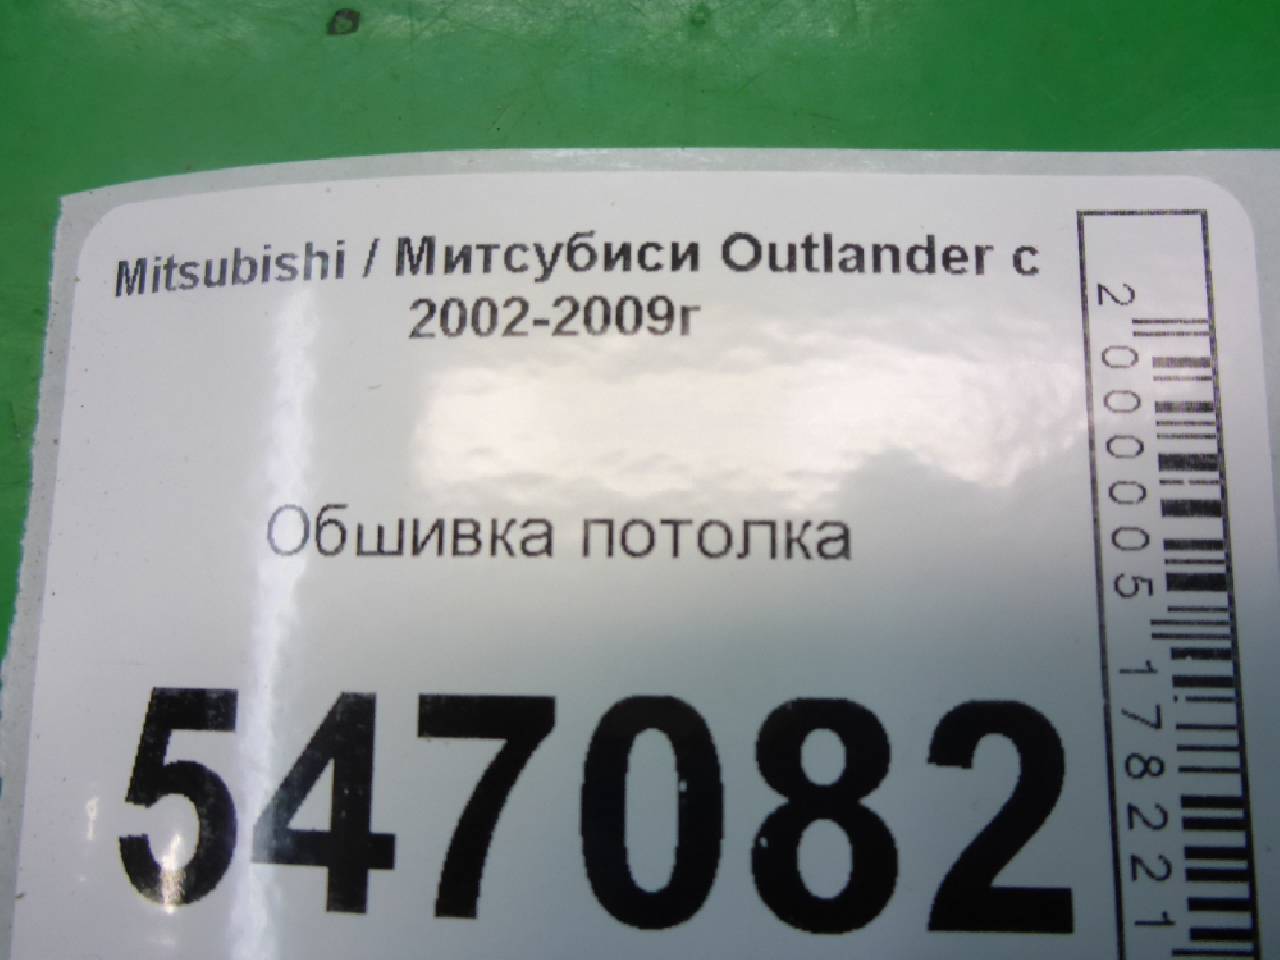 Mitsubishi / Митсубиси Outlander с
2002-2009г
Обшивка потолка
547082
2000005178221